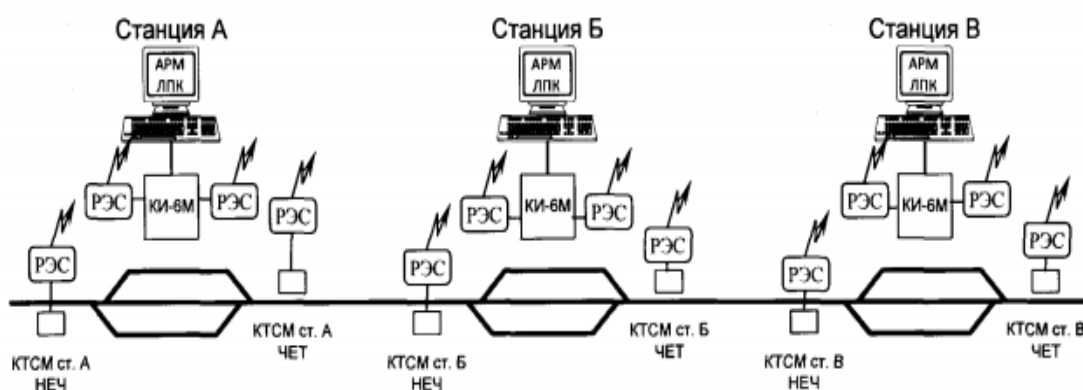 Станция А
Станция Б
Станция В
АРМ
ЛПК
АРМ
ЛПК
АРМ
ЛПК
РЭС
КИ-6М
РЭС
РЭС
РЭС
КИ-6М
РЭС
РЭС
КИ-6М
РЭС
РЭС
РЭС
РЭС
РЭС
РЭС
РЭС
КТСМ ст. А
НЕЧ
КТСМ ст. А
ЧЕТ
КТСМ ст. Б
НЕЧ
КТСМ ст. Б
ЧЕТ
КТСМ ст. В
НЕЧ
КТСМ ст. В
ЧЕТ